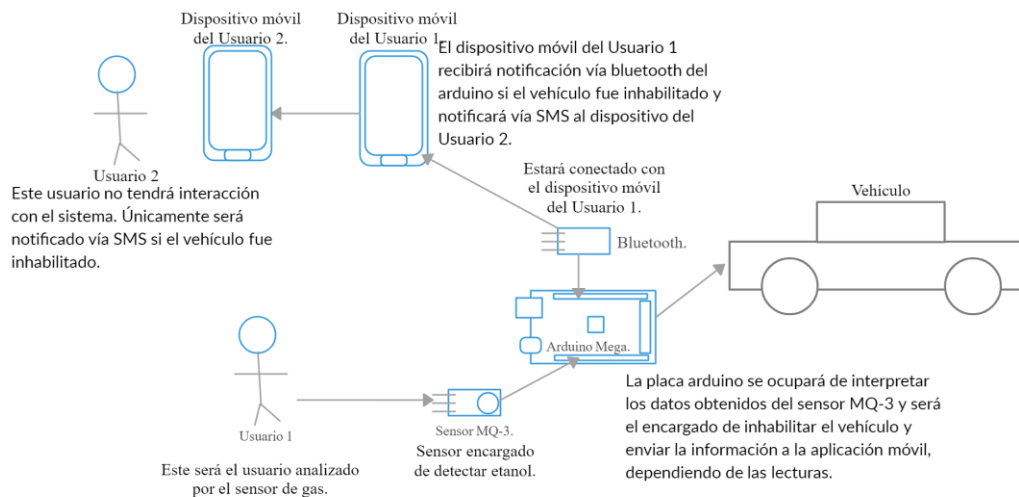 Dispositivo móvil
del Usuario 2.
Dispositivo móvil
del Usuario 1
El dispositivo móvil del Usuario 1
recibirá notificación vía bluetooth del
arduino si el vehículo fue inhabilitado y
notificará vía SMS al dispositivo del
Usuario 2.
Usuario 2
Este usuario no tendrá interacción
con el sistema. Únicamente será
notificado vía SMS si el vehículo fue
inhabilitado.
Estará conectado con
el dispositivo móvil
del Usuario 1.
Bluetooth.
Vehículo
Arduino Mega.
Usuario 1
Este será el usuario analizado
por el sensor de gas.
Sensor MQ-3.
Sensor encargado
de detectar etanol.
La placa arduino se ocupará de interpretar
los datos obtenidos del sensor MQ-3 y será
el encargado de inhabilitar el vehículo y
enviar la información a la aplicación móvil,
dependiendo de las lecturas.